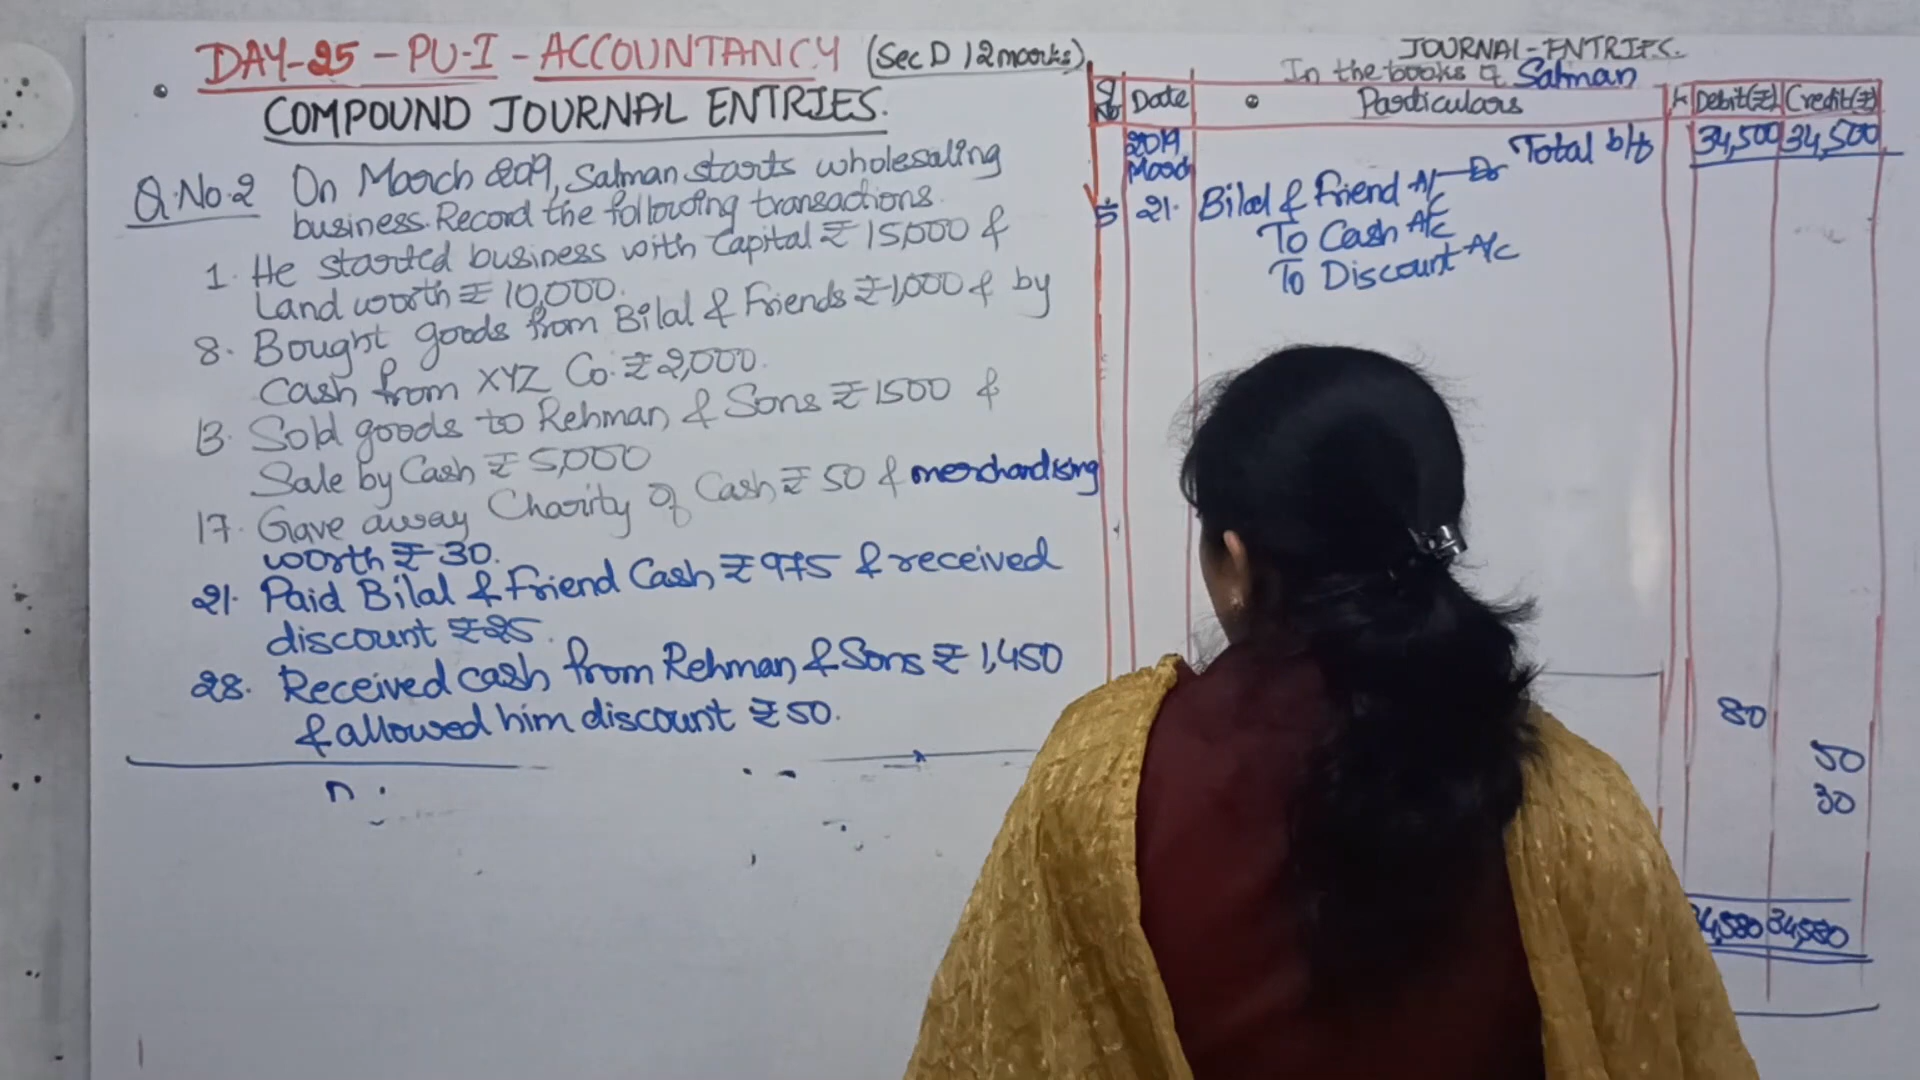 DAY-25 - PU-I - ACCOUNTANCY (Sec D 12 marks)
COMPOUND JOURNAL ENTRIES.
Q.No.2 On March 2019, Salman starts wholesaling
business. Record the following transactions.
1. He started business with Capital ₹ 15,000 &
Land worth ₹ 10,000.
8. Bought goods from Bilal & Friends ₹ 1,000 & by
Cash from XYZ Co. ₹ 2,000.
13. Sold goods to Rehman & Sons ₹ 1500 &
Sale by Cash ₹ 5,000
17. Gave away Charity of Cash ₹ 50 & merchandising
worth ₹ 30.
21. Paid Bilal & Friend Cash ₹ 975 & received
discount ₹ 25.
28. Received cash from Rehman & Sons ₹ 1,450
& allowed him discount ₹ 50.
JOURNAL-ENTRIES.
In the books of Salman
Sl No Date Particulars Debit(₹) Credit(₹)
2019 Total b/f 34,500 34,500
March
5 21. Bilal & Friend A/c Dr
To Cash A/c
To Discount A/c
80
50
30
34,580 34,580